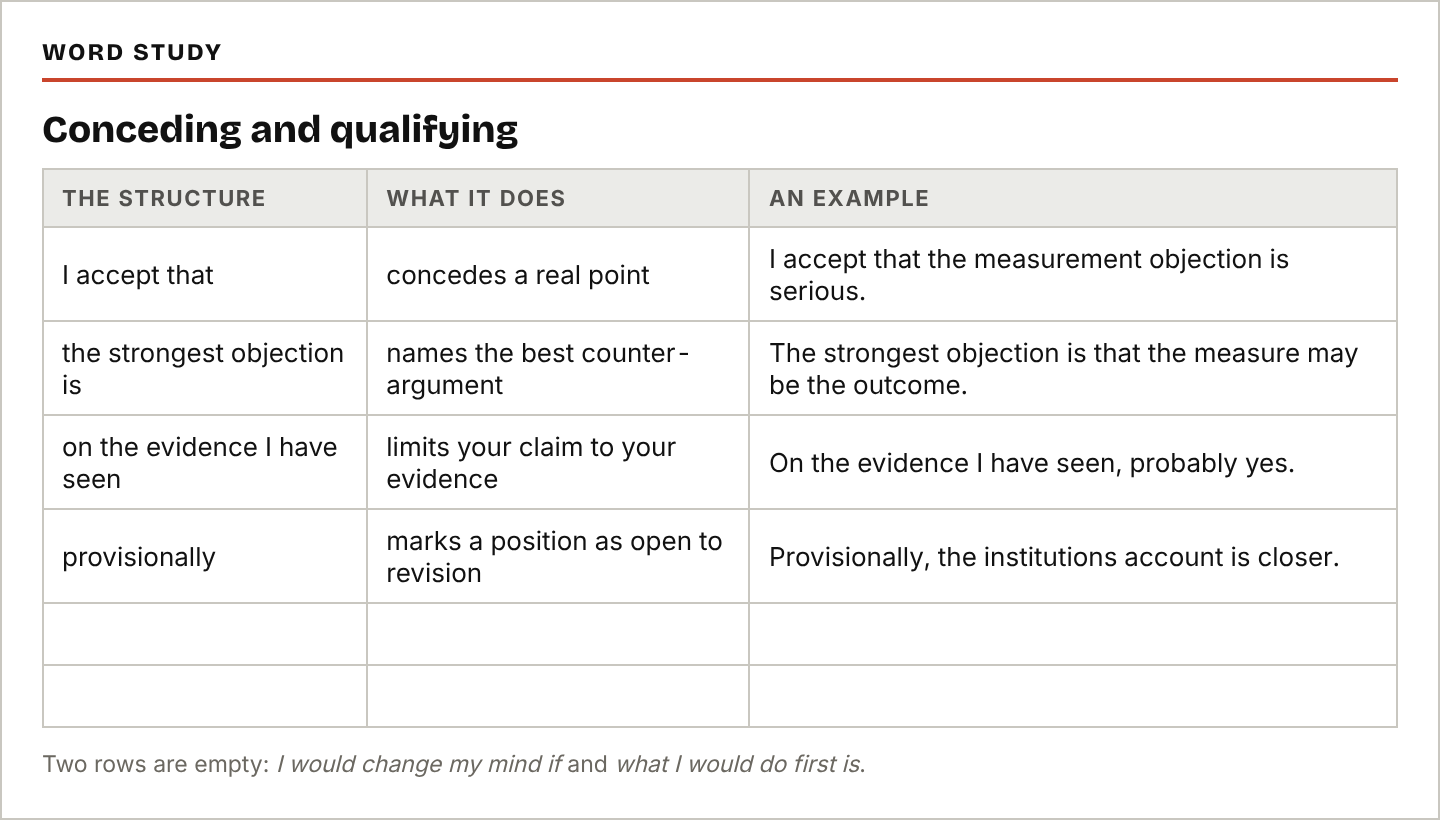 WORD STUDY
Conceding and qualifying
THE STRUCTURE
WHAT IT DOES
AN EXAMPLE
I accept that
concedes a real point
I accept that the measurement objection is
serious.
the strongest objection
is
names the best counter-
argument
The strongest objection is that the measure may
be the outcome.
on the evidence I have
seen
limits your claim to your
evidence
On the evidence I have seen, probably yes.
provisionally
marks a position as open to
revision
Provisionally, the institutions account is closer.
Two rows are empty: I would change my mind if and what I would do first is.